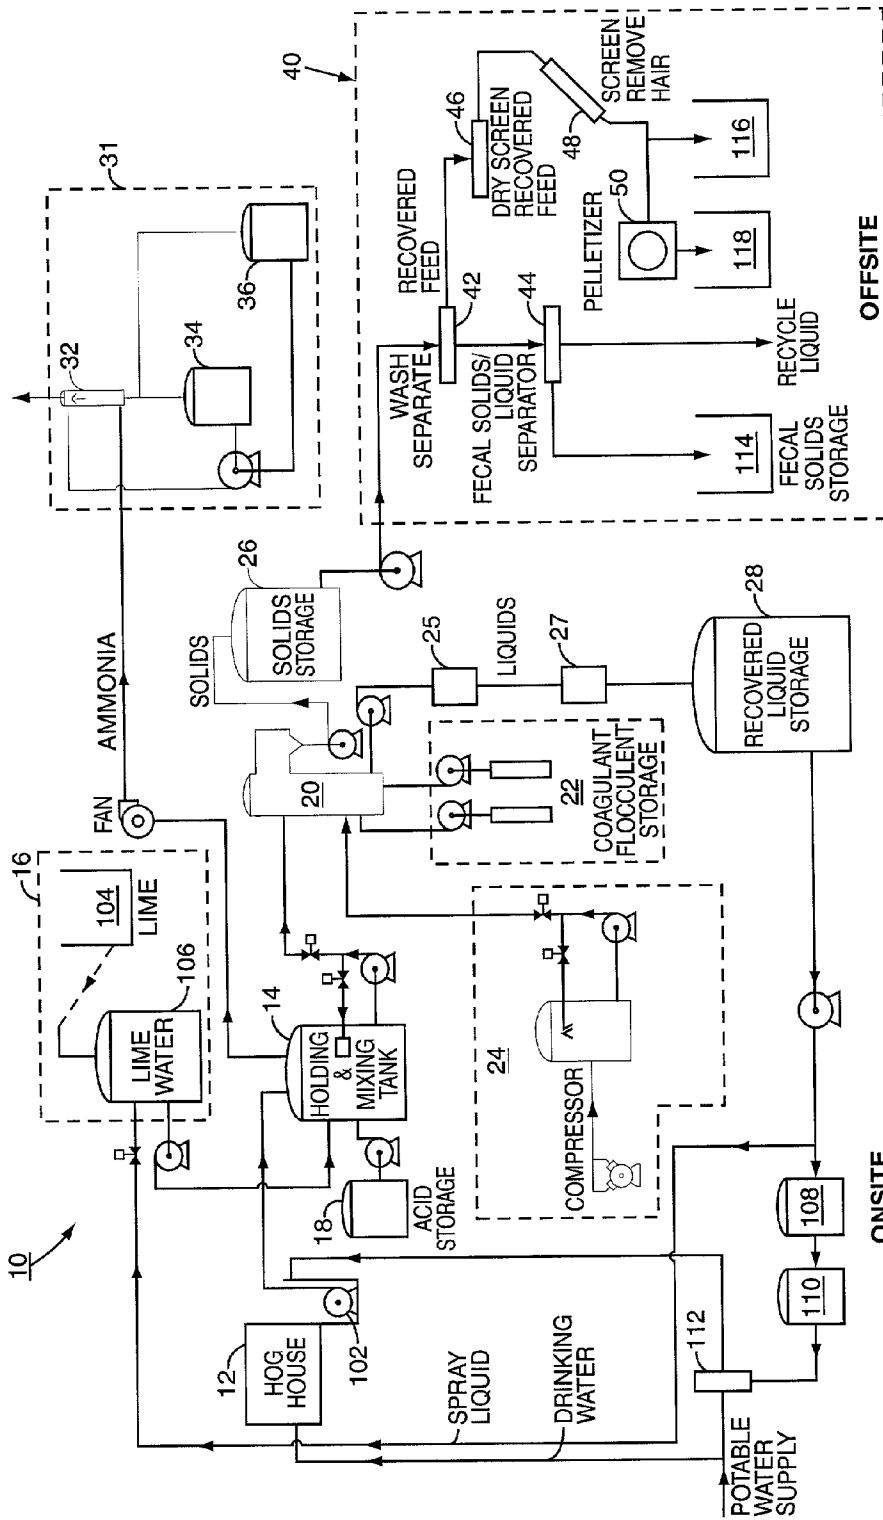 10
16
104
LIME
106
LIME
WATER
FAN
AMMONIA
31
32
34
36
40
12
HOG
HOUSE
102
14
HOLDING
&
MIXING
TANK
18
ACID
STORAGE
20
SOLIDS
26
SOLIDS
STORAGE
22
COAGULANT
FLOCCULENT
STORAGE
25
LIQUIDS
27
28
RECOVERED
LIQUID
STORAGE
24
COMPRESSOR
SPRAY
LIQUID
DRINKING
WATER
POTABLE
WATER
SUPPLY
112
110
108
ONSITE
WASH
SEPARATE
42
RECOVERED
FEED
46
DRY SCREEN
RECOVERED
FEED
48
SCREEN
REMOVE
HAIR
FECAL SOLIDS/
LIQUID
SEPARATOR
44
PELLETIZER
50
116
118
114
FECAL
SOLIDS
STORAGE
RECYCLE
LIQUID
OFFSITE